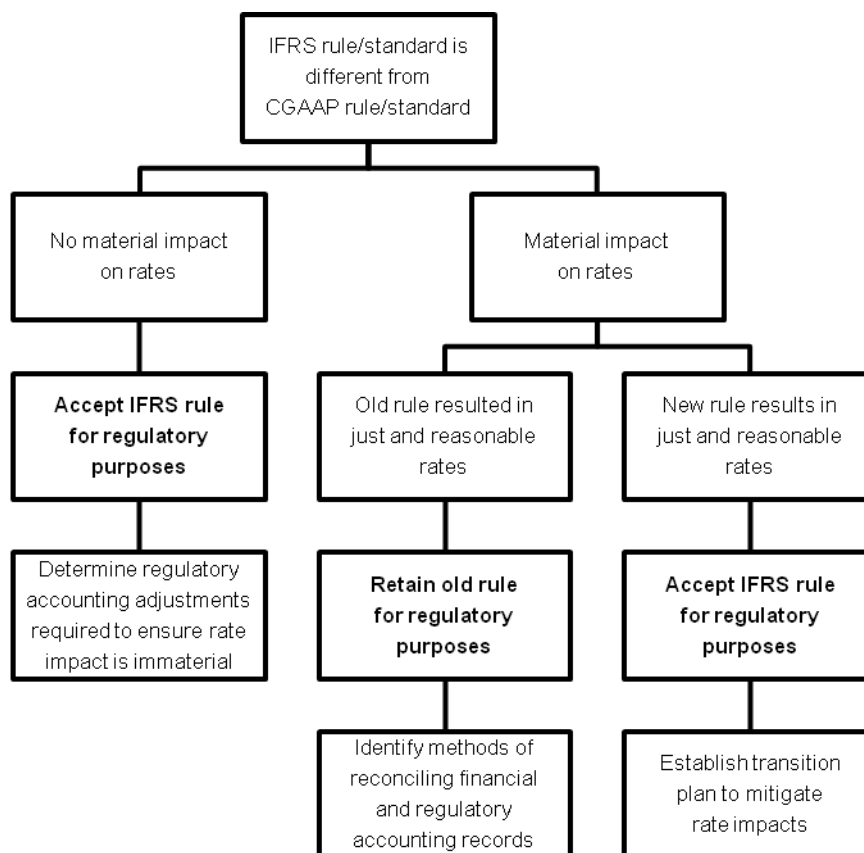 IFRS rule/standard is
different from
CGAAP rule/standard
No material impact
on rates
Material impact
on rates
Accept IFRS rule
for regulatory
purposes
Old rule resulted in
just and reasonable
rates
New rule results in
just and reasonable
rates
Determine regulatory
accounting adjustments
required to ensure rate
impact is immaterial
Retain old rule
for regulatory
purposes
Accept IFRS rule
for regulatory
purposes
Identify methods of
reconciling financial
and regulatory
accounting records
Establish transition
plan to mitigate
rate impacts